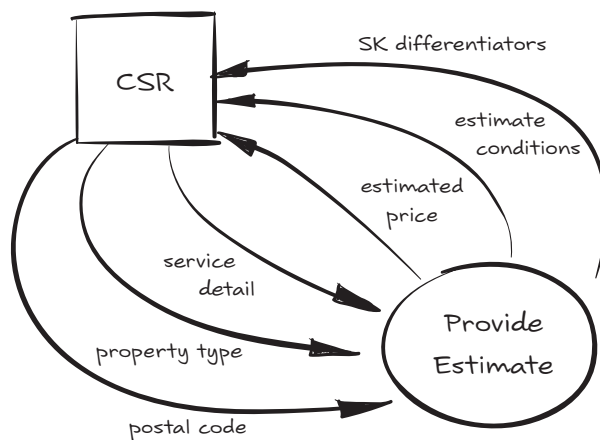 SK differentiators
CSR
estimate
conditions
estimated
price
service
detail
Provide
Estimate
property type
postal code